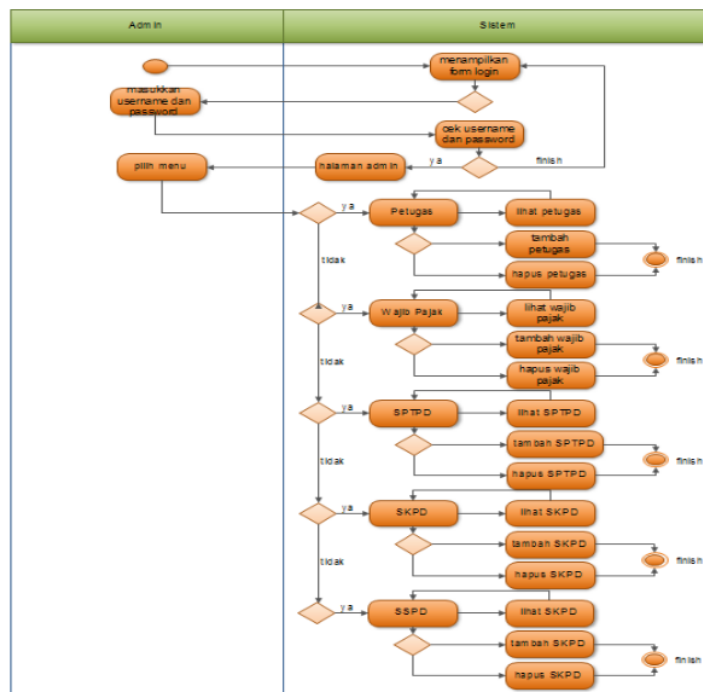 Admin
Sistem
menampilkan
form login
masukkan
username dan
password
cek username
dan password
ya
finish
pilih menu
halaman admin
ya
Petugas
lihat petugas
tambah
petugas
finish
hapus petugas
tidak
ya
Wajib Pajak
lihat wajib
pajak
tambah wajib
pajak
finish
hapus wajib
pajak
tidak
ya
SPTPD
lihat SPTPD
tambah SPTPD
finish
hapus SPTPD
tidak
ya
SKPD
lihat SKPD
tambah SKPD
finish
hapus SKPD
tidak
ya
SSPD
lihat SKPD
tambah SKPD
finish
hapus SKPD